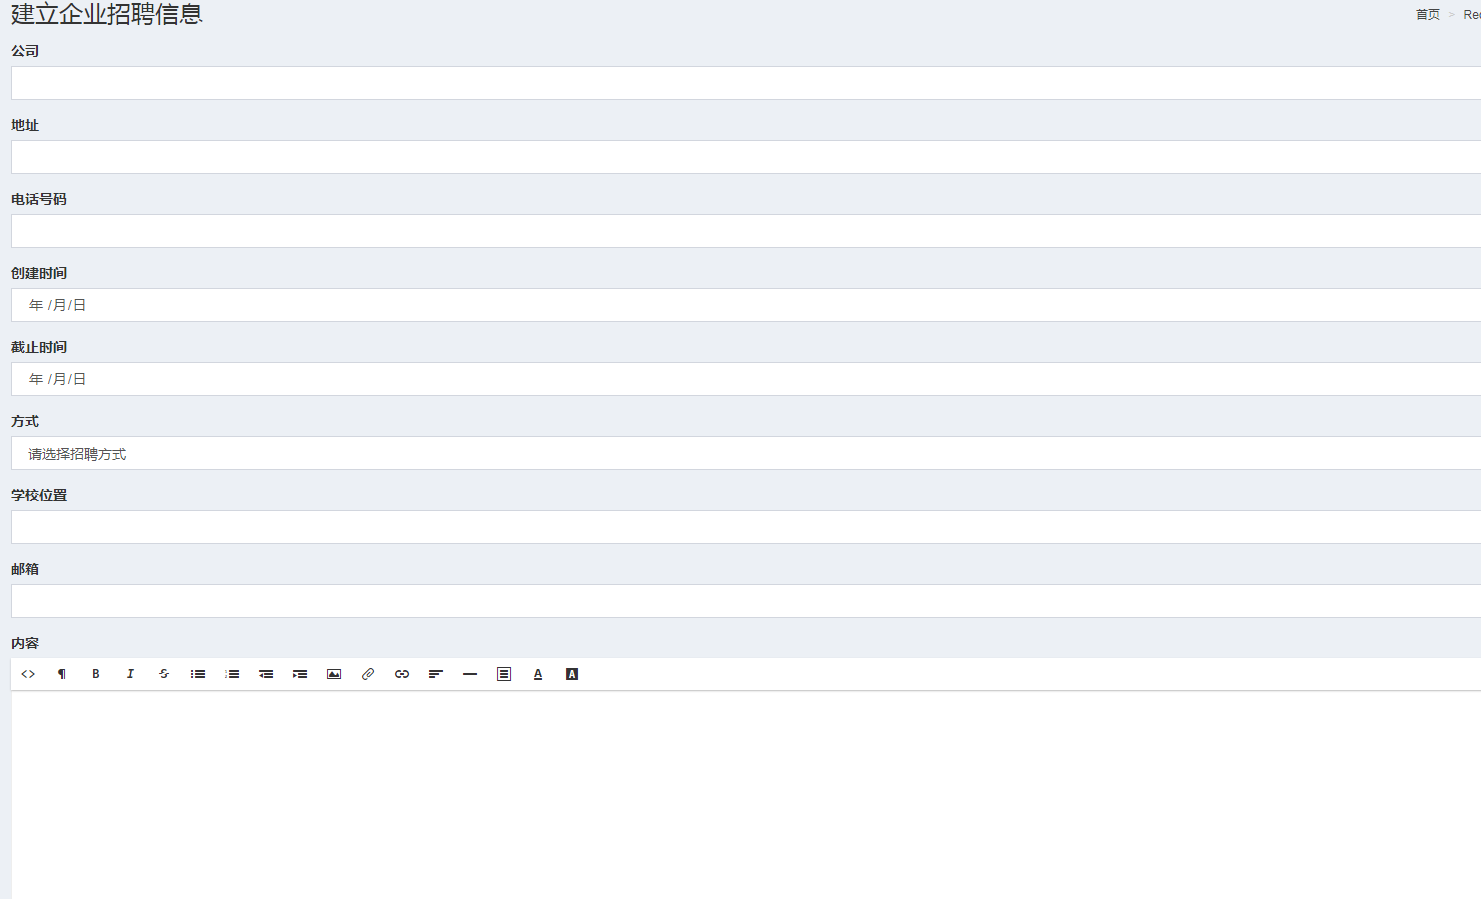 建立企业招聘信息
首页 > Rec
公司
地址
电话号码
创建时间
年 /月/日
截止时间
年 /月/日
方式
请选择招聘方式
学校位置
邮箱
内容